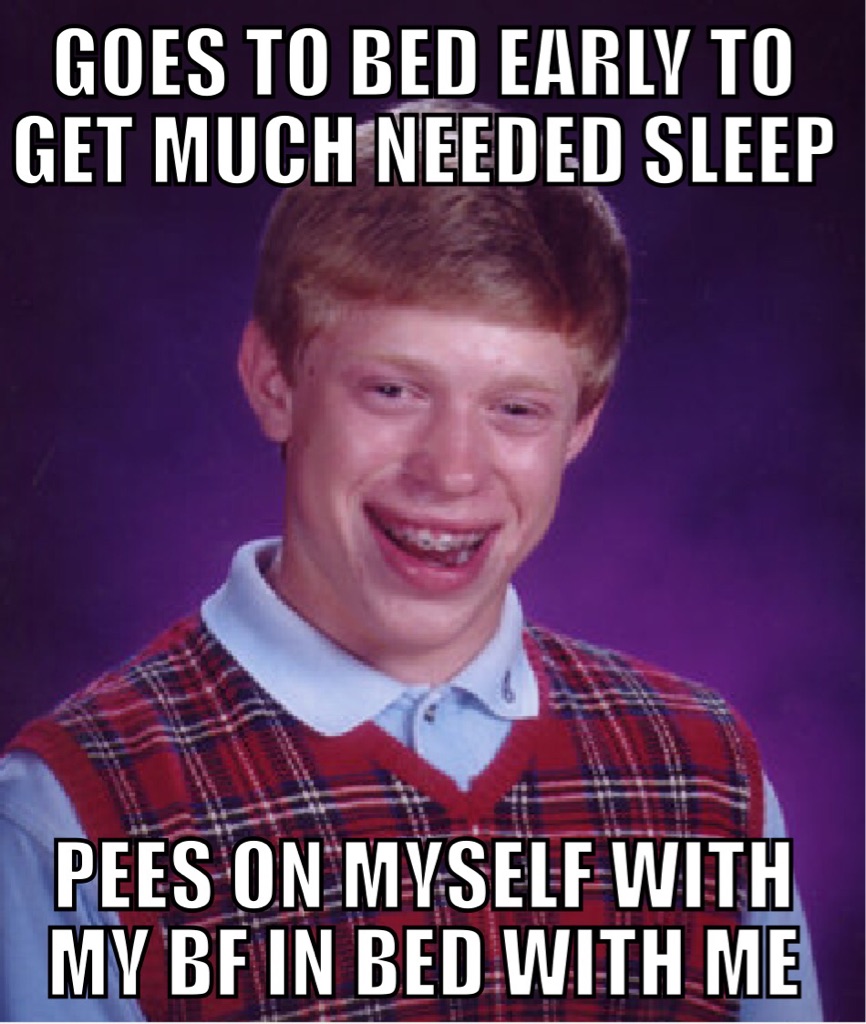 GOES TO BED EARLY TO
GET MUCH NEEDED SLEEP
PEES ON MYSELF WITH
MY BF IN BED WITH ME